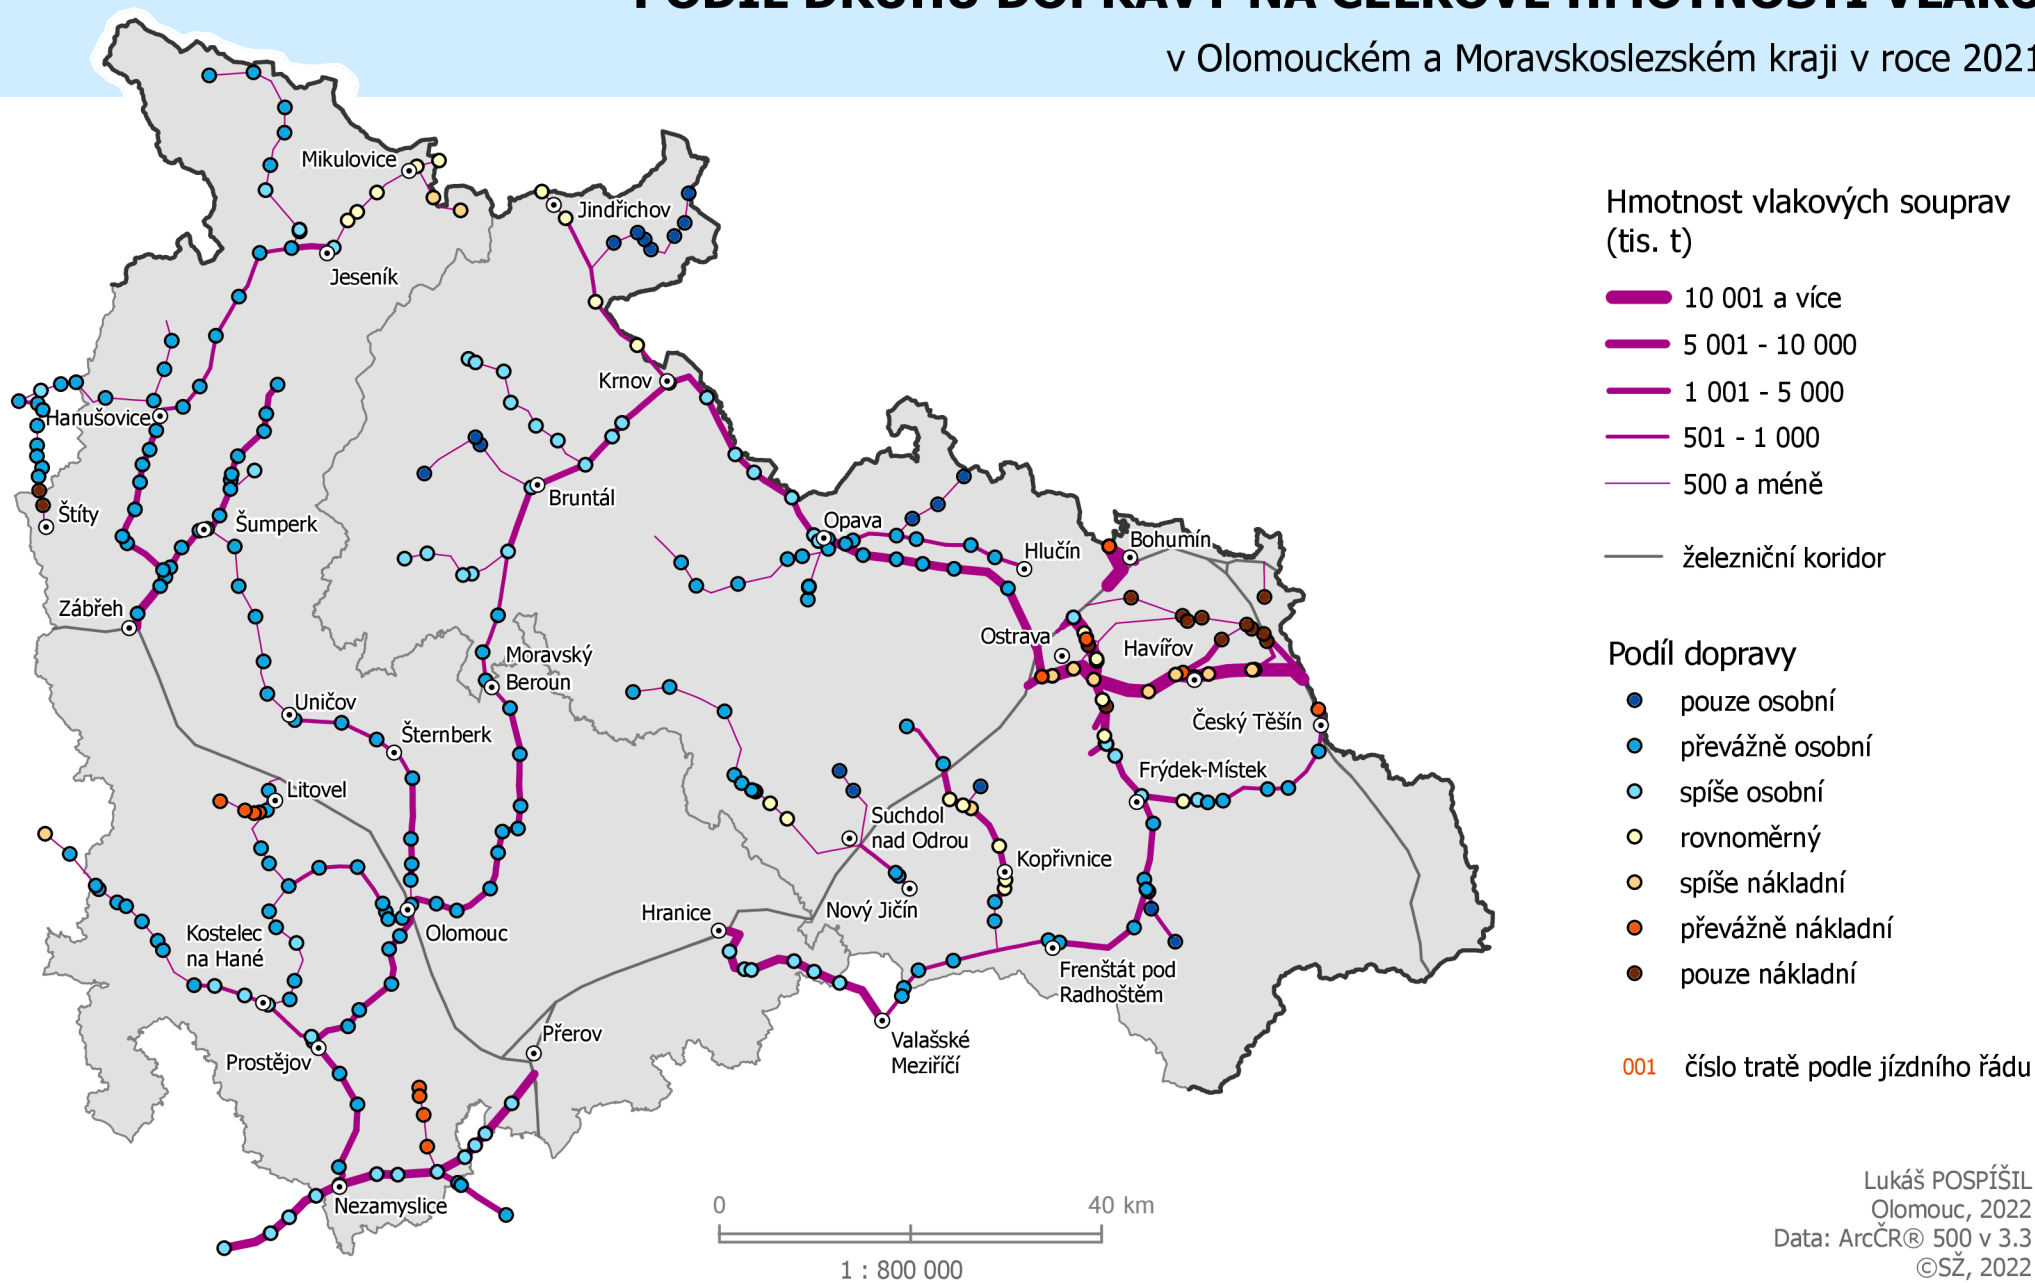 v Olomouckém a Moravskoslezském kraji v roce 2021
Mikulovice
Jindřichov
Jeseník
Krnov
Hanušovice
Bruntál
Štíty
Šumperk
Opava
Hlučín
Bohumín
Zábřeh
Ostrava
Havířov
Moravský
Beroun
Uničov
Šternberk
Český Těšín
Litovel
Frýdek-Místek
Suchdol
nad Odrou
Kopřivnice
Hranice
Nový Jičín
Kostelec
na Hané
Olomouc
Frenštát pod
Radhoštěm
Přerov
Valašské
Meziříčí
Prostějov
Nezamyslice
Hmotnost vlakových souprav
(tis. t)
10 001 a více
5 001 - 10 000
1 001 - 5 000
501 - 1 000
500 a méně
železniční koridor
Podíl dopravy
pouze osobní
převážně osobní
spíše osobní
rovnoměrný
spíše nákladní
převážně nákladní
pouze nákladní
001 číslo tratě podle jízdního řádu
0 40 km
1 : 800 000
Lukáš POSPÍŠIL
Olomouc, 2022
Data: ArcČR® 500 v 3.3
©SŽ, 2022